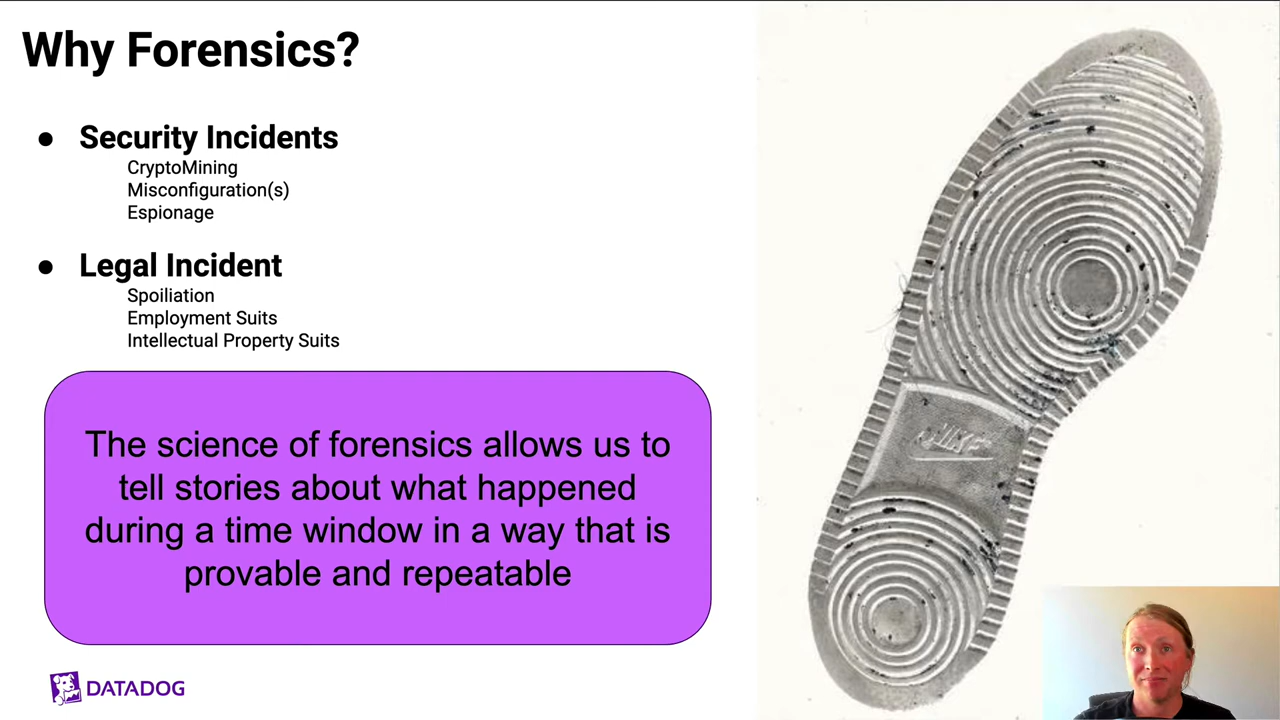 Why Forensics?
● Security Incidents
CryptoMining
Misconfiguration(s)
Espionage
● Legal Incident
Spoiliation
Employment Suits
Intellectual Property Suits
The science of forensics allows us to
tell stories about what happened
during a time window in a way that is
provable and repeatable
NIKE
DATADOG